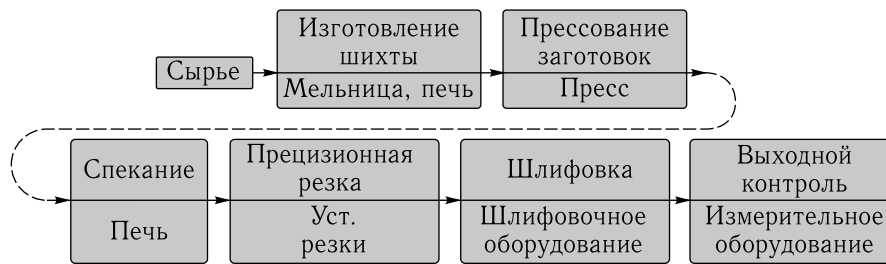 Сырье
Изготовление
шихты
Мельница, печь
Прессование
заготовок
Пресс
Спекание
Печь
Прецизионная
резка
Уст.
резки
Шлифовка
Шлифовочное
оборудование
Выходной
контроль
Измерительное
оборудование